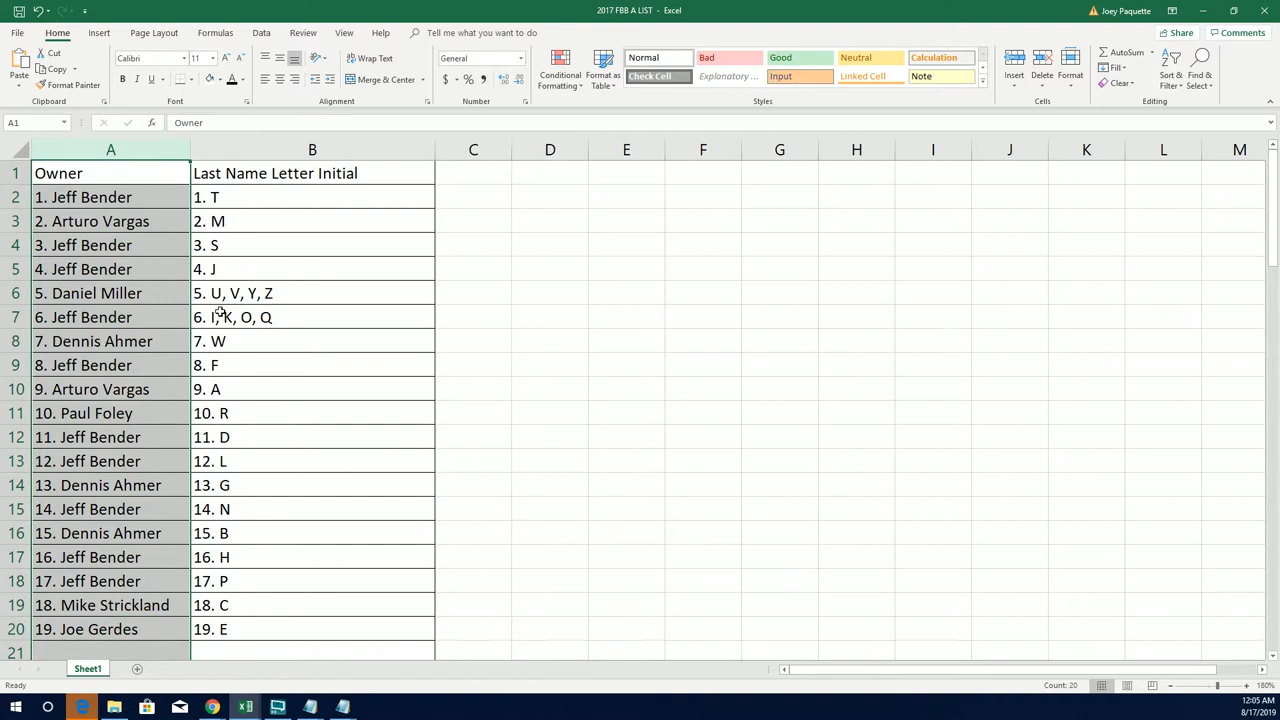 2017 FBB A LIST - Excel
Joey Paquette
File Home Insert Page Layout Formulas Data Review View Help Tell me what you want to do
Share Comments
Paste
Cut
Copy
Format Painter
Clipboard
Calibri 11
B I U
Font
Wrap Text
Merge & Center
Alignment
General
$ % ,
Number
Conditional Formatting
Format as Table
Normal Bad Good Neutral Calculation
Check Cell Explanatory ... Input Linked Cell Note
Styles
Insert Delete Format
Cells
AutoSum
Fill
Clear
Sort & Filter
Find & Select
Editing
A1 fx Owner
A B C D E F G H I J K L M
1 Owner Last Name Letter Initial
2 1. Jeff Bender 1. T
3 2. Arturo Vargas 2. M
4 3. Jeff Bender 3. S
5 4. Jeff Bender 4. J
6 5. Daniel Miller 5. U, V, Y, Z
7 6. Jeff Bender 6. I, K, O, Q
8 7. Dennis Ahmer 7. W
9 8. Jeff Bender 8. F
10 9. Arturo Vargas 9. A
11 10. Paul Foley 10. R
12 11. Jeff Bender 11. D
13 12. Jeff Bender 12. L
14 13. Dennis Ahmer 13. G
15 14. Jeff Bender 14. N
16 15. Dennis Ahmer 15. B
17 16. Jeff Bender 16. H
18 17. Jeff Bender 17. P
19 18. Mike Strickland 18. C
20 19. Joe Gerdes 19. E
21
Sheet1
Ready
Count: 20
180%
12:05 AM
8/17/2019